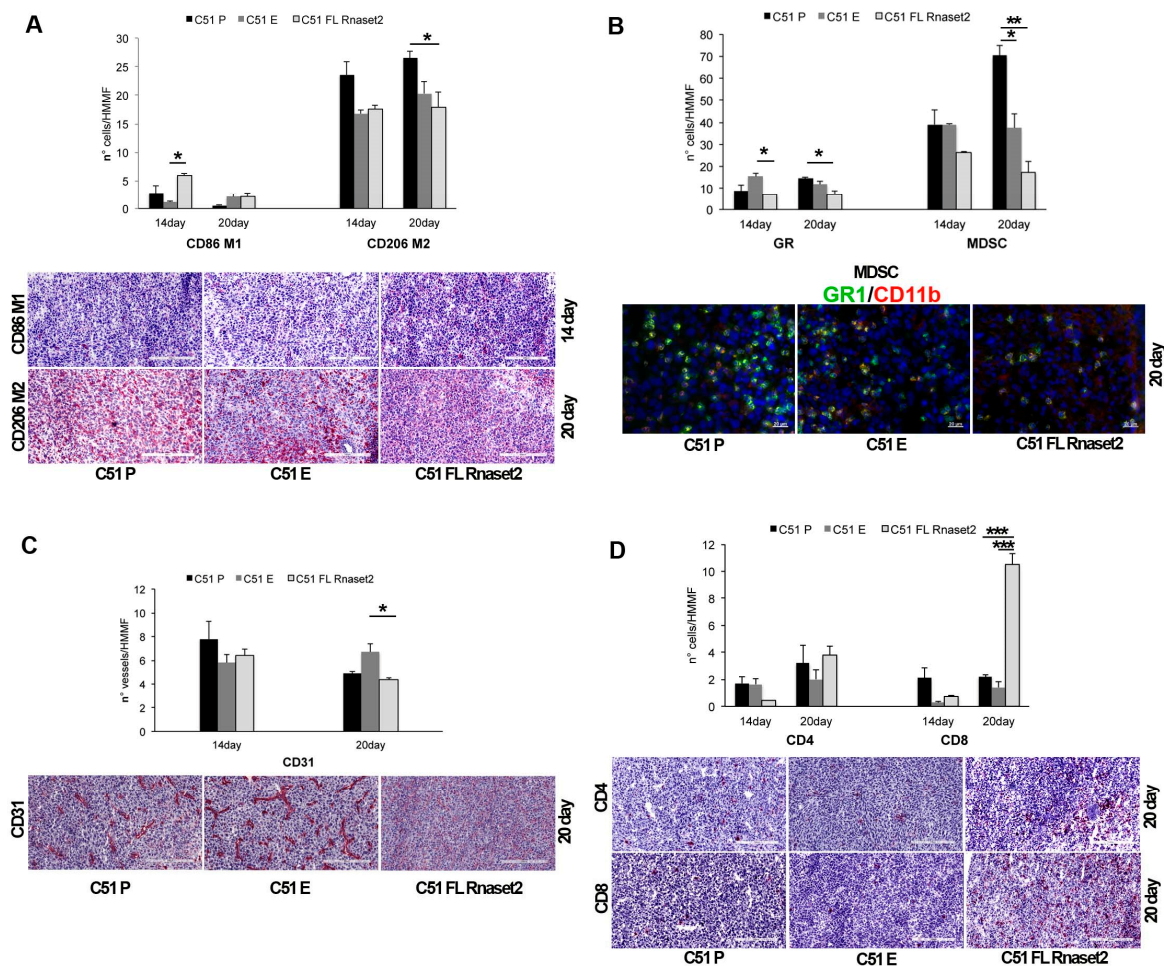 A
C51 P C51 E C51 FL Rnaset2
n° cells/HMMF
30
25
20
15
10
5
0
*
*
14day 20day 14day 20day
CD86 M1 CD206 M2
CD86 M1
14 day
CD206 M2
20 day
C51 P C51 E C51 FL Rnaset2
B
C51 P C51 E C51 FL Rnaset2
n° cells/HMMF
80
70
60
50
40
30
20
10
0
*
*
**
*
14day 20day 14day 20day
GR MDSC
MDSC
GR1/CD11b
20 day
20 µm 20 µm 20 µm
C51 P C51 E C51 FL Rnaset2
C
C51 P C51 E C51 FL Rnaset2
n° vessels/HMMF
12
10
8
6
4
2
0
*
14day 20day
CD31
CD31
20 day
C51 P C51 E C51 FL Rnaset2
D
C51 P C51 E C51 FL Rnaset2
n° cells/HMMF
12
10
8
6
4
2
0
***
***
14day 20day 14day 20day
CD4 CD8
CD4
20 day
CD8
20 day
C51 P C51 E C51 FL Rnaset2